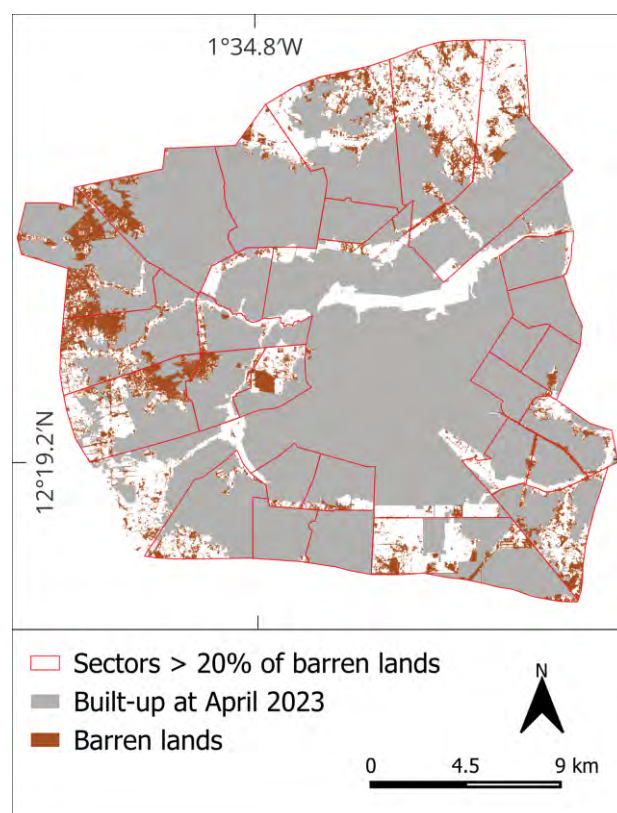 1°34.8'W
12°19.2'N
Sectors > 20% of barren lands
Built-up at April 2023
Barren lands
N
0 4.5 9 km